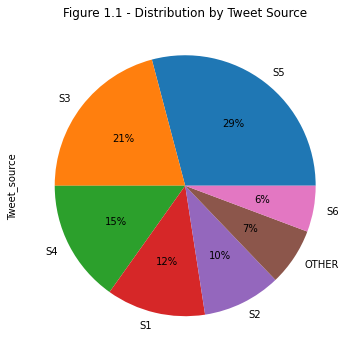 Figure 1.1 - Distribution by Tweet Source
S5
S3
29%
21%
Tweet_source
6%
S6
15%
7%
S4
12%
10%
OTHER
S2
S1